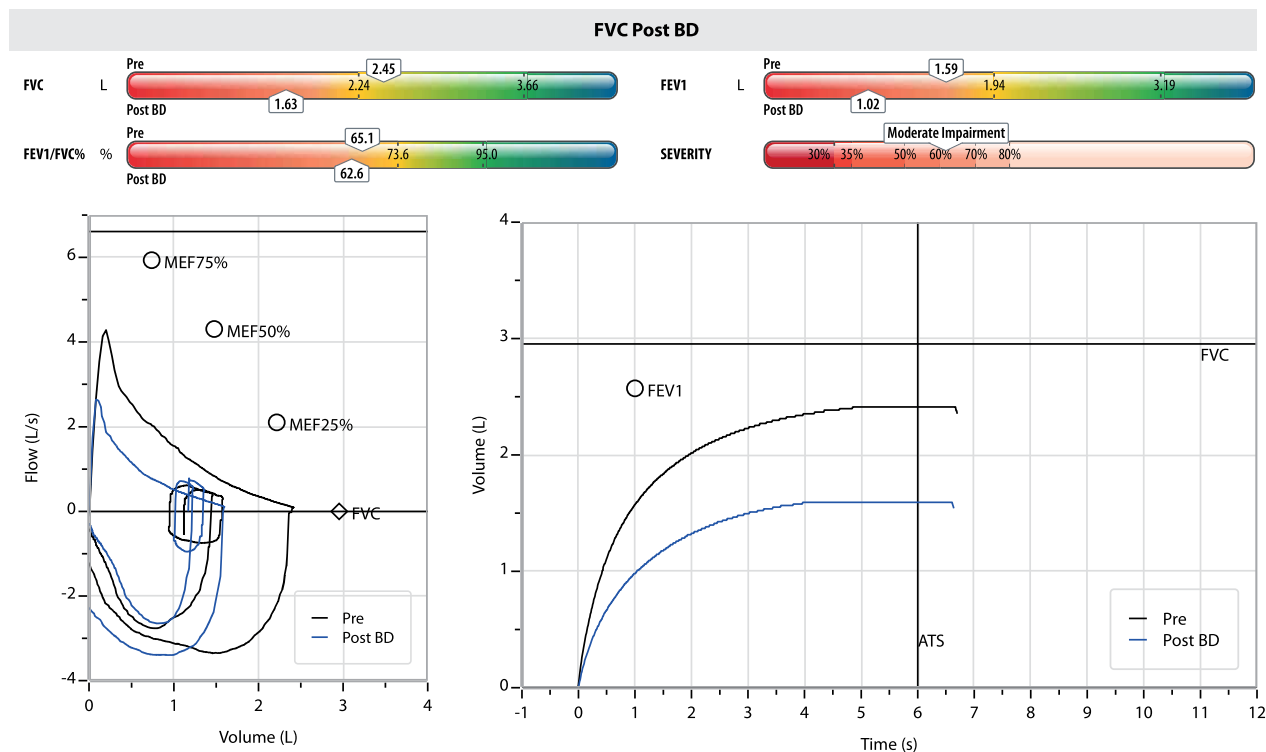 FVC Post BD
Pre
2.45
FVC L 2.24 3.66
Post BD
1.63
Pre
1.59
FEV1 L 1.94 3.19
Post BD
1.02
Pre
65.1
FEV1/FVC% % 73.6 95.0
Post BD
62.6
Moderate Impairment
SEVERITY 30% 35% 50% 60% 70% 80%
Flow (L/s)
6
4
2
0
-2
-4
MEF75%
MEF50%
MEF25%
FVC
Pre
Post BD
0 1 2 3 4
Volume (L)
Volume (L)
4
3
2
1
0
FVC
FEV1
ATS
Pre
Post BD
-1 0 1 2 3 4 5 6 7 8 9 10 11 12
Time (s)